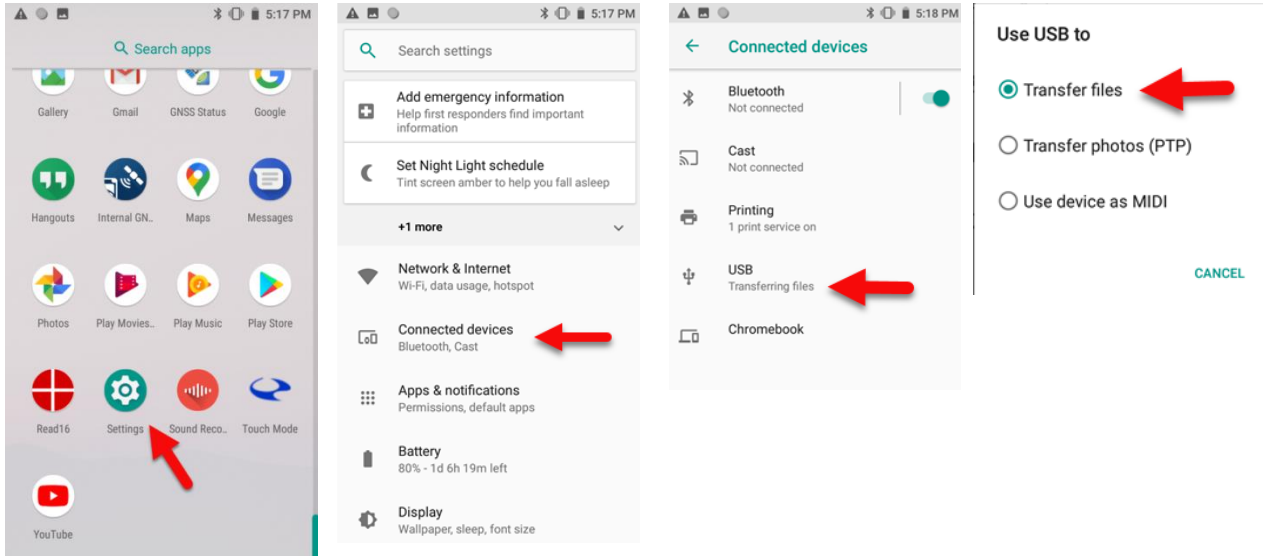 5:17 PM
Search apps
Gallery
Gmail
GNSS Status
Google
Hangouts
Internal GN..
Maps
Messages
Photos
Play Movies..
Play Music
Play Store
Read16
Settings
Sound Reco..
Touch Mode
YouTube
5:17 PM
Search settings
Add emergency information
Help first responders find important
information
Set Night Light schedule
Tint screen amber to help you fall asleep
+1 more
Network & Internet
Wi-Fi, data usage, hotspot
Connected devices
Bluetooth, Cast
Apps & notifications
Permissions, default apps
Battery
80% - 1d 6h 19m left
Display
Wallpaper, sleep, font size
5:18 PM
Connected devices
Bluetooth
Not connected
Cast
Not connected
Printing
1 print service on
USB
Transferring files
Chromebook
Use USB to
Transfer files
Transfer photos (PTP)
Use device as MIDI
CANCEL